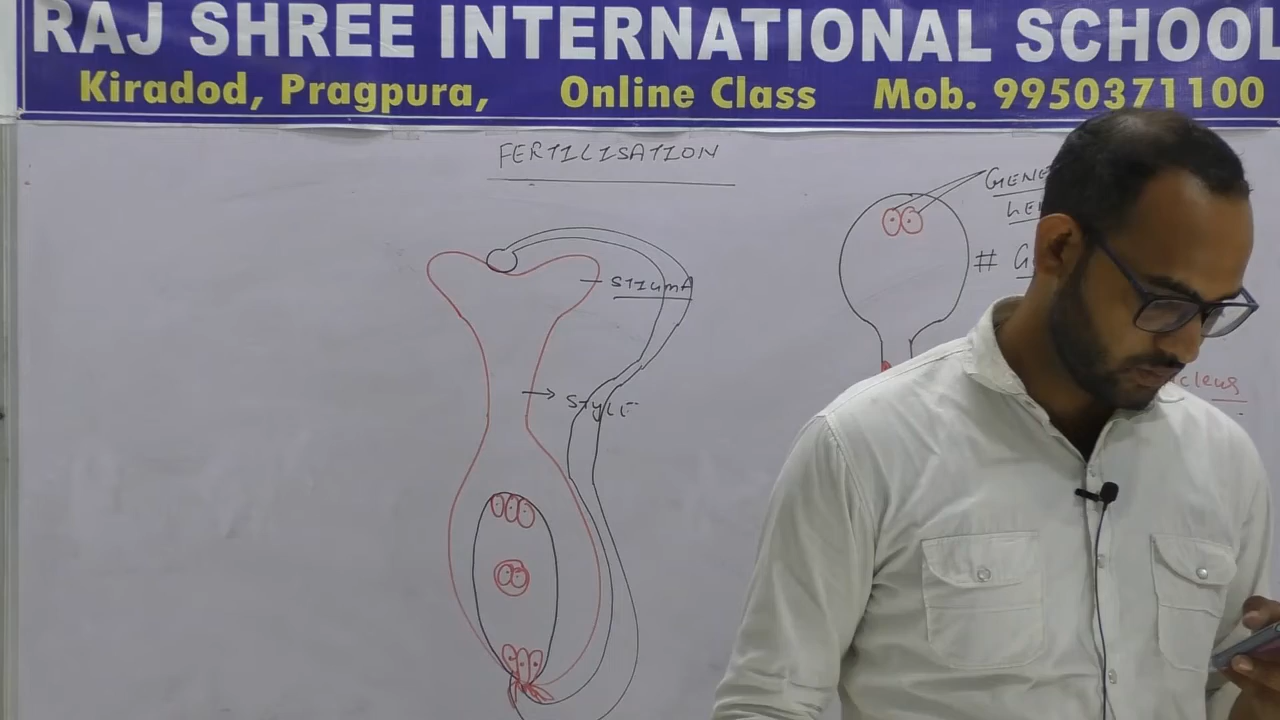 RAJ SHREE INTERNATIONAL SCHOOL
Kiradod, Pragpura, Online Class Mob. 9950371100
FERTILISATION
STIGMA
STYLE
#